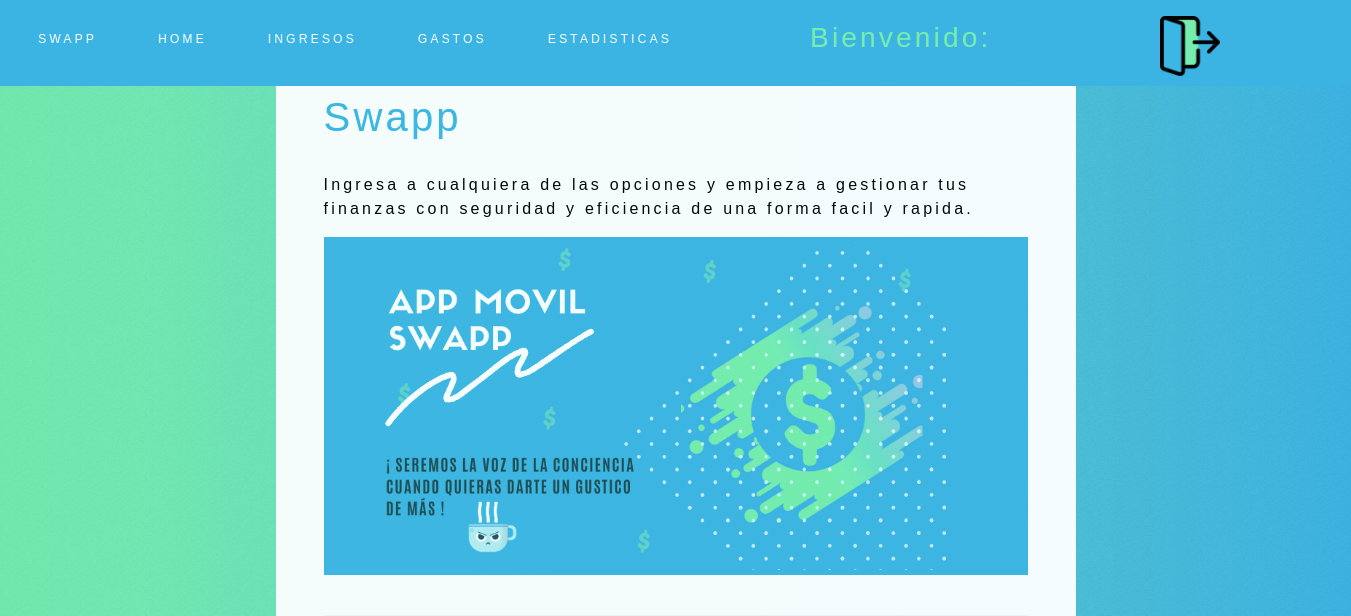 SWAPP HOME INGRESOS GASTOS ESTADISTICAS Bienvenido:
Swapp
Ingresa a cualquiera de las opciones y empieza a gestionar tus
finanzas con seguridad y eficiencia de una forma facil y rapida.
APP MOVIL
SWAPP
¡ SEREMOS LA VOZ DE LA CONCIENCIA
CUANDO QUIERAS DARTE UN GUSTICO
DE MÁS !